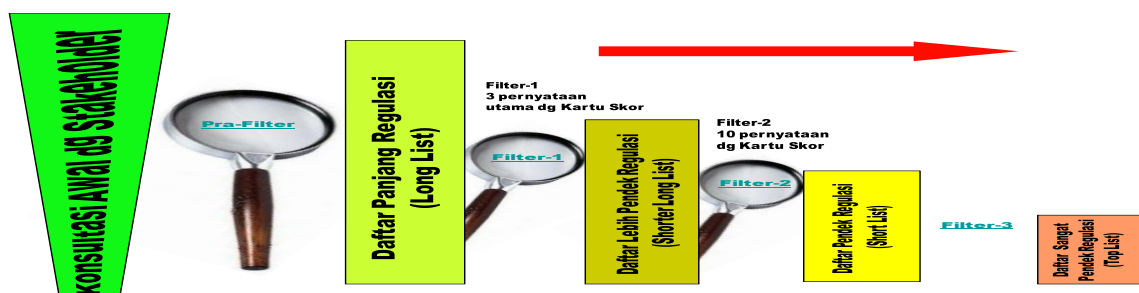 konsultasi Awal dg Stakeholder
Pra-Filter
Daftar Panjang Regulasi
(Long List)
Filter-1
3 pernyataan
utama dg Kartu Skor
Filter-1
Daftar Lebih Pendek Regulasi
(Shorter Long List)
Filter-2
10 pernyataan
dg Kartu Skor
Filter-2
Daftar Pendek Regulasi
(Short List)
Filter-3
Daftar Sangat
Pendek Regulasi
(Top List)